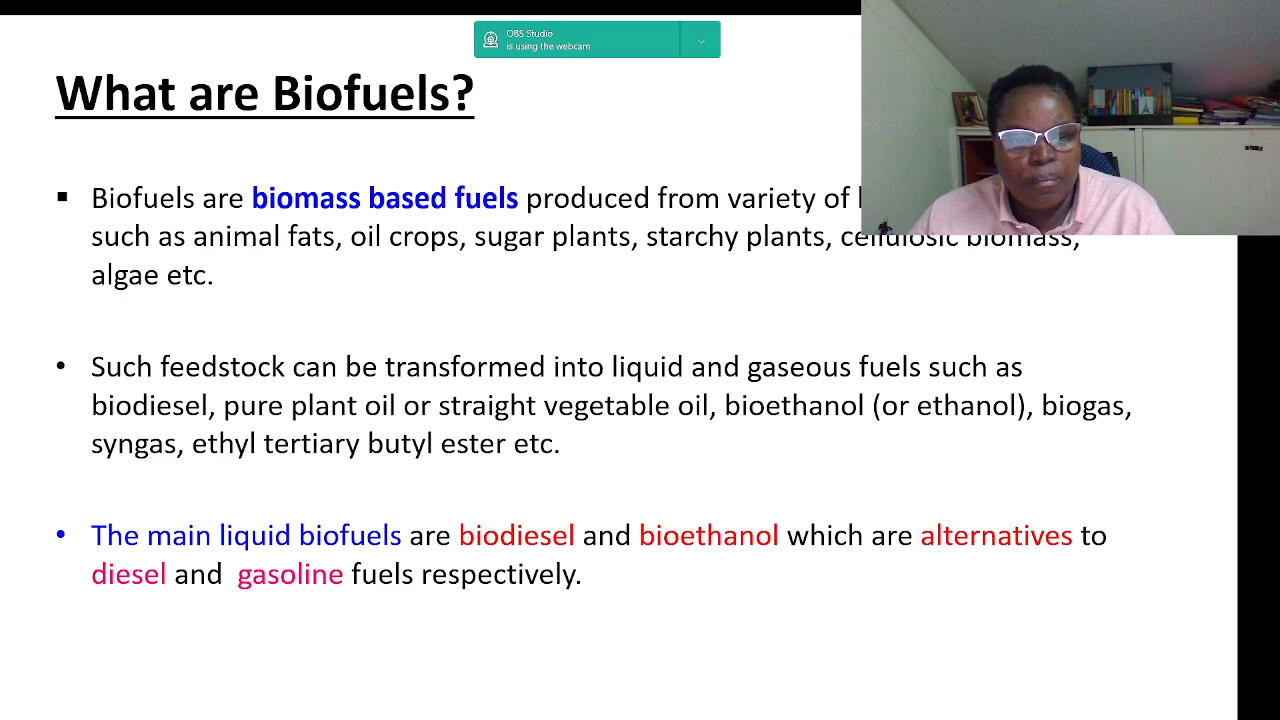 OBS Studio
is using the webcam
What are Biofuels?
▪ Biofuels are biomass based fuels produced from variety of
such as animal fats, oil crops, sugar plants, starchy plants, cellulosic biomass,
algae etc.
• Such feedstock can be transformed into liquid and gaseous fuels such as
biodiesel, pure plant oil or straight vegetable oil, bioethanol (or ethanol), biogas,
syngas, ethyl tertiary butyl ester etc.
• The main liquid biofuels are biodiesel and bioethanol which are alternatives to
diesel and gasoline fuels respectively.